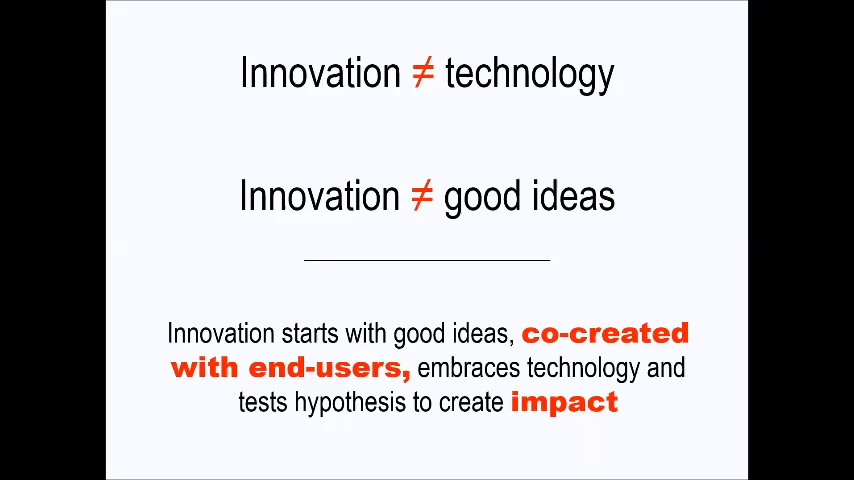 Innovation ≠ technology
Innovation ≠ good ideas
Innovation starts with good ideas, co-created
with end-users, embraces technology and
tests hypothesis to create impact